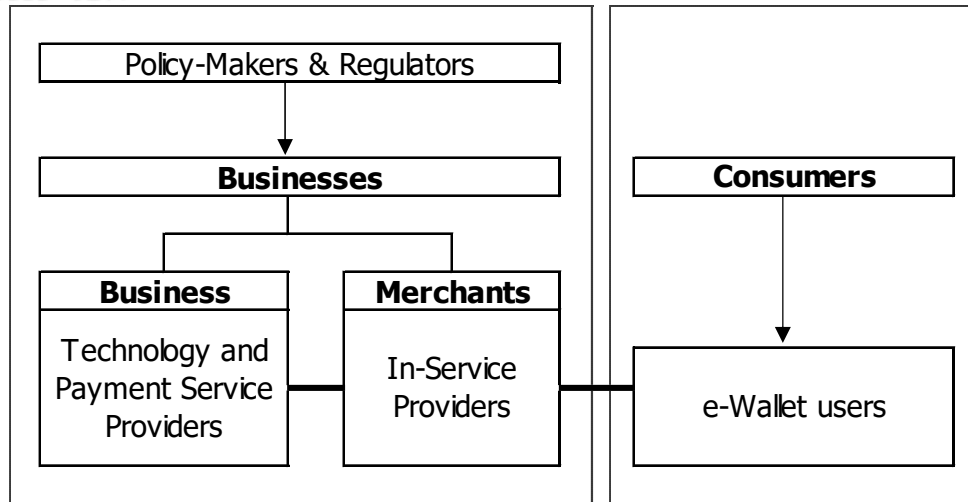 Policy-Makers & Regulators
Businesses
Consumers
Business
Merchants
Technology and
Payment Service
Providers
In-Service
Providers
e-Wallet users